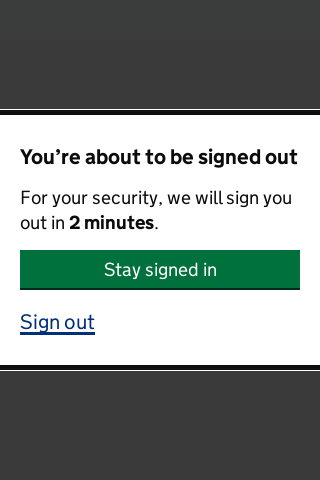 You’re about to be signed out
For your security, we will sign you
out in 2 minutes.
Stay signed in
Sign out